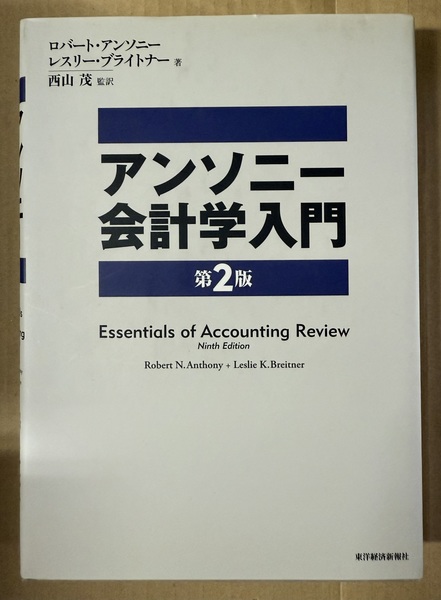 ロバート・アンソニー
レスリー・ブライトナー 著
西山 茂 監訳
アンソニー
会計学入門
第2版
Essentials of Accounting Review
Ninth Edition
Robert N. Anthony + Leslie K. Breitner
東洋経済新報社